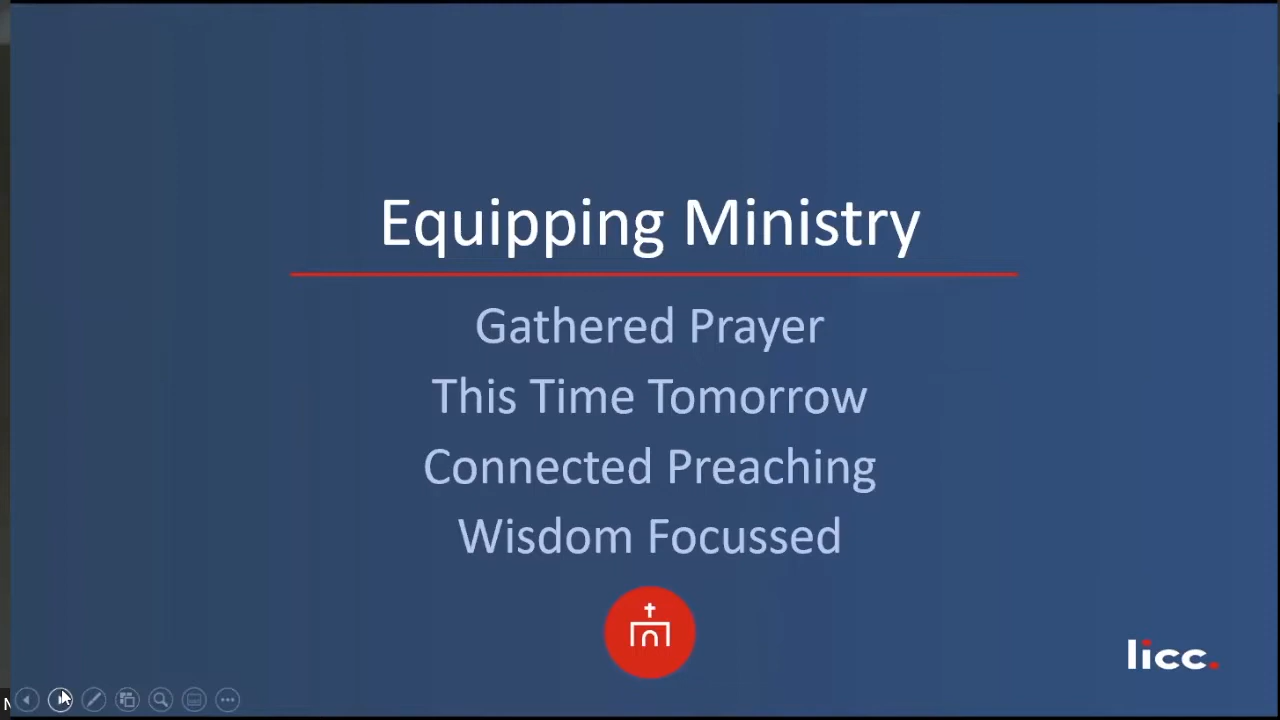 Equipping Ministry
Gathered Prayer
This Time Tomorrow
Connected Preaching
Wisdom Focussed
licc.